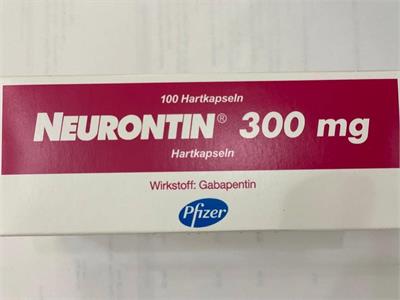 100 Hartkapseln
NEURONTIN® 300 mg
Hartkapseln
Wirkstoff: Gabapentin
Pfizer